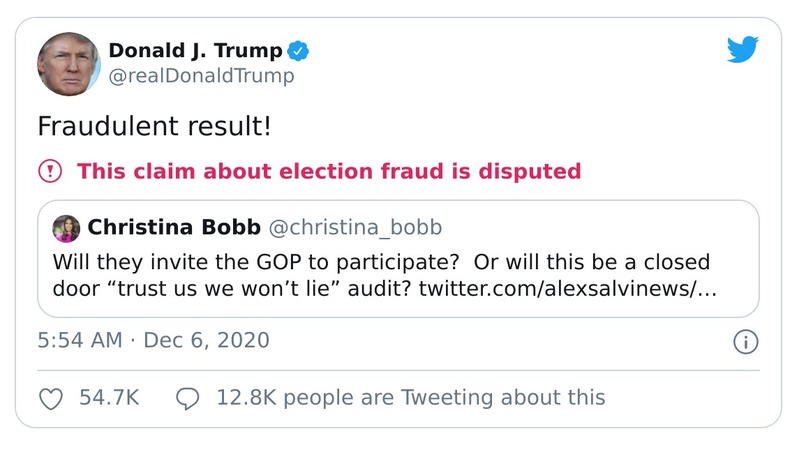 Donald J. Trump
@realDonaldTrump
Fraudulent result!
This claim about election fraud is disputed
Christina Bobb @christina_bobb
Will they invite the GOP to participate?  Or will this be a closed
door “trust us we won’t lie” audit? twitter.com/alexsalvinews/…
5:54 AM · Dec 6, 2020
54.7K 12.8K people are Tweeting about this